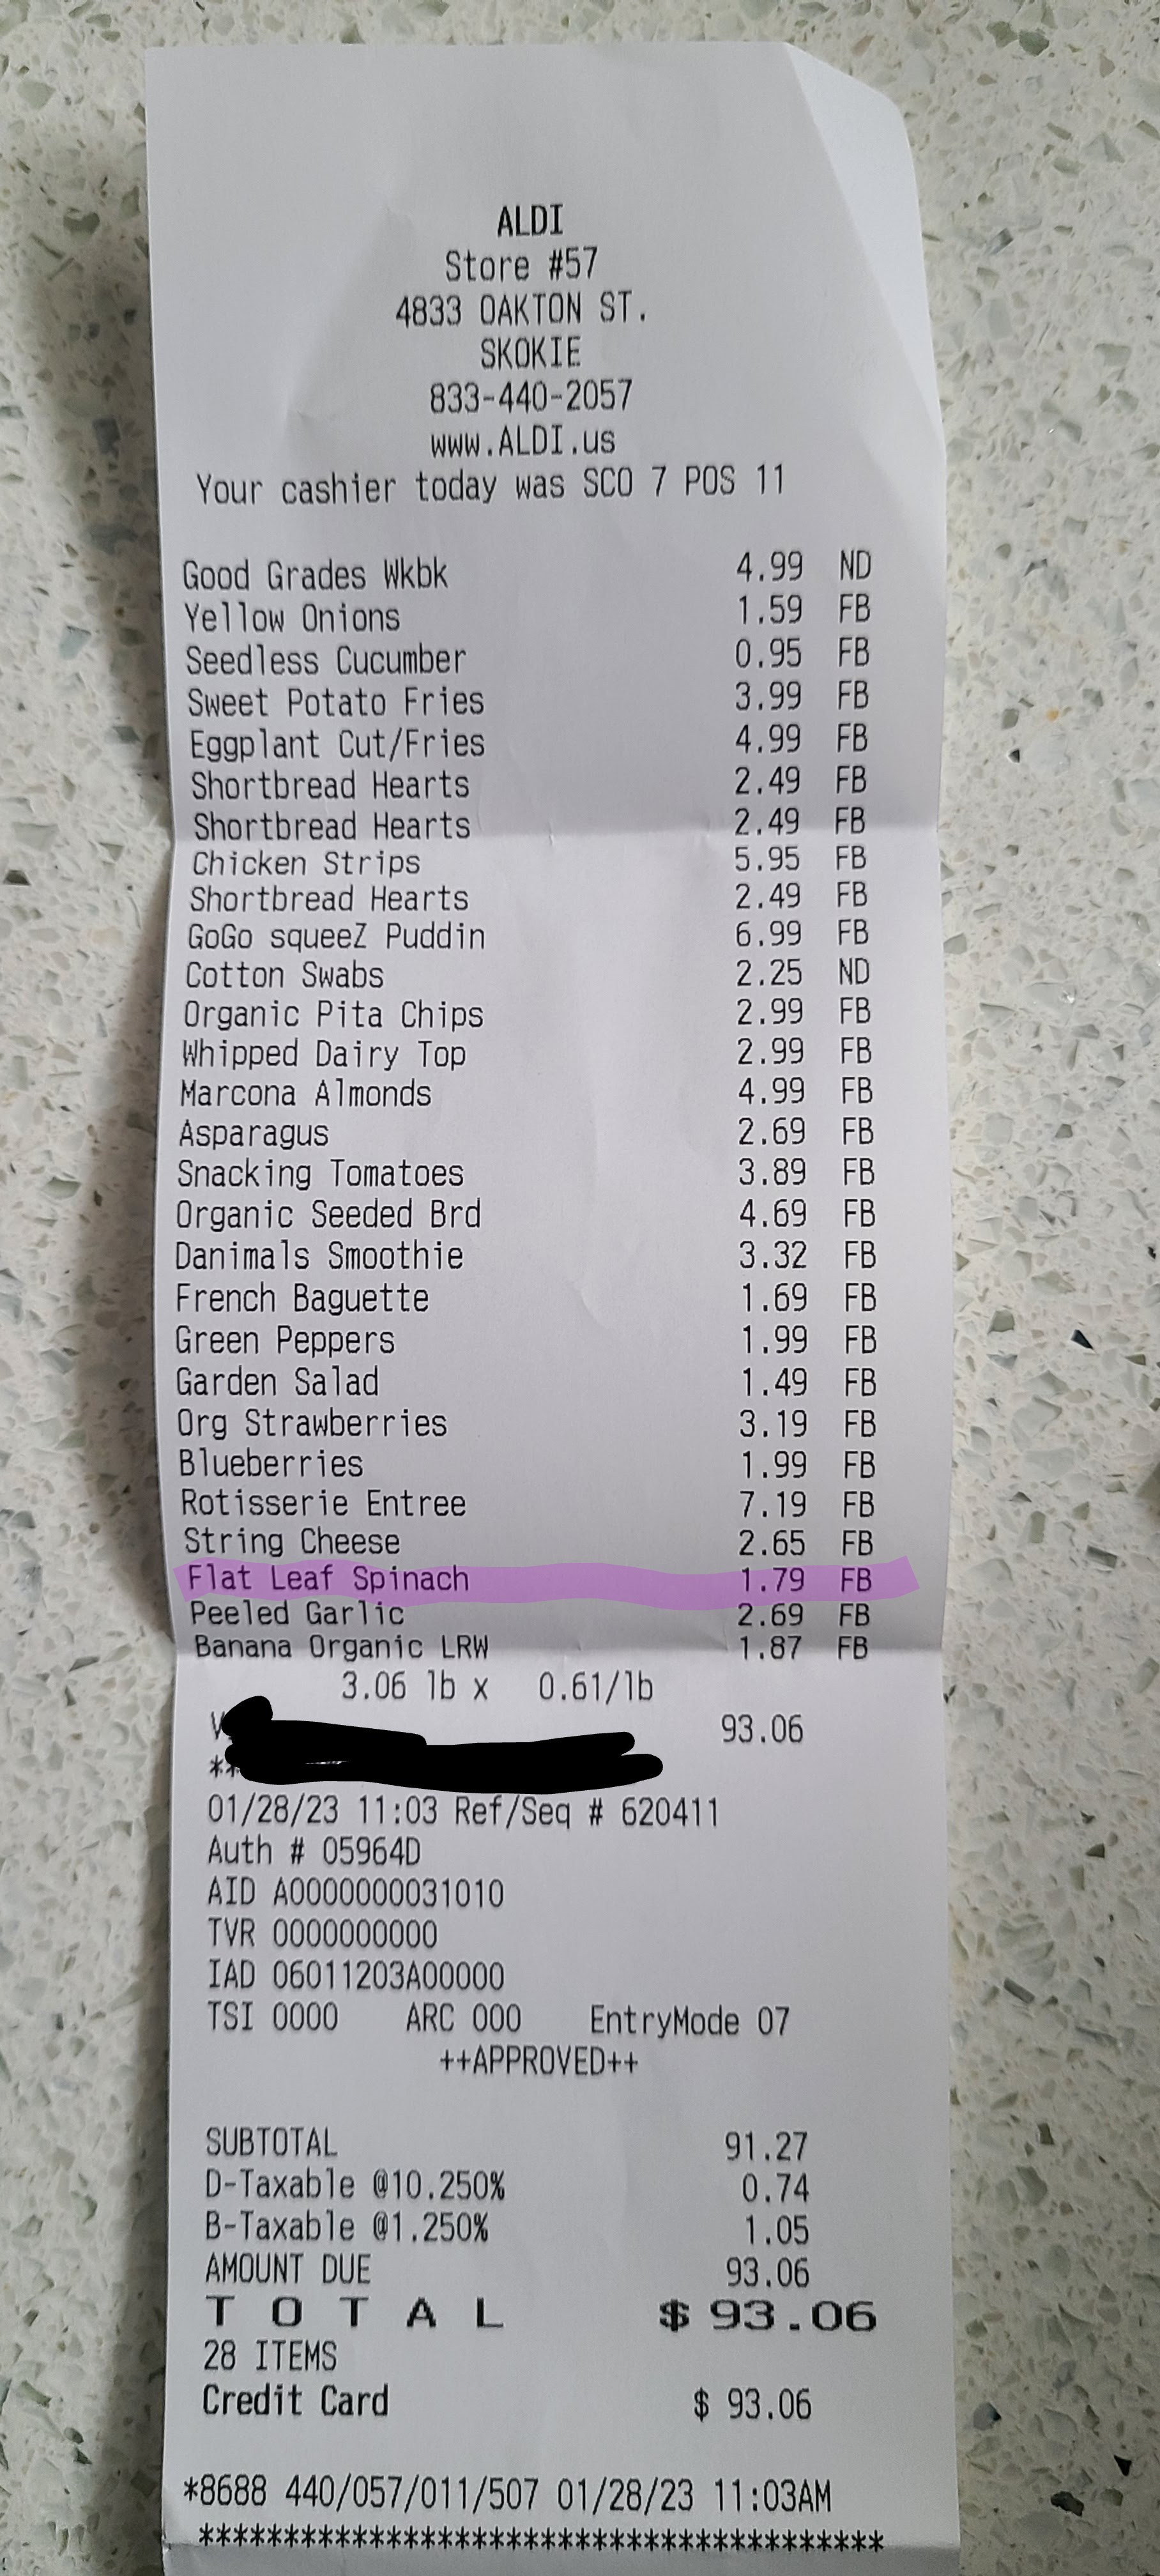 ALDI
Store #57
4833 OAKTON ST.
SKOKIE
833-440-2057
www.ALDI.us
Your cashier today was SCO 7 POS 11
Good Grades Wkbk 4.99 ND
Yellow Onions 1.59 FB
Seedless Cucumber 0.95 FB
Sweet Potato Fries 3.99 FB
Eggplant Cut/Fries 4.99 FB
Shortbread Hearts 2.49 FB
Shortbread Hearts 2.49 FB
Chicken Strips 5.95 FB
Shortbread Hearts 2.49 FB
GoGo squeeZ Puddin 6.99 FB
Cotton Swabs 2.25 ND
Organic Pita Chips 2.99 FB
Whipped Dairy Top 2.99 FB
Marcona Almonds 4.99 FB
Asparagus 2.69 FB
Snacking Tomatoes 3.89 FB
Organic Seeded Brd 4.69 FB
Danimals Smoothie 3.32 FB
French Baguette 1.69 FB
Green Peppers 1.99 FB
Garden Salad 1.49 FB
Org Strawberries 3.19 FB
Blueberries 1.99 FB
Rotisserie Entree 7.19 FB
String Cheese 2.65 FB
Flat Leaf Spinach 1.79 FB
Peeled Garlic 2.69 FB
Banana Organic LRW 1.87 FB
3.06 lb x 0.61/lb
93.06
**
01/28/23 11:03 Ref/Seq # 620411
Auth # 05964D
AID A0000000031010
TVR 0000000000
IAD 06011203A00000
TSI 0000 ARC 000 EntryMode 07
++APPROVED++
SUBTOTAL 91.27
D-Taxable @10.250% 0.74
B-Taxable @1.250% 1.05
AMOUNT DUE 93.06
TOTAL $ 93.06
28 ITEMS
Credit Card $ 93.06
*8688 440/057/011/507 01/28/23 11:03AM
*****************************************